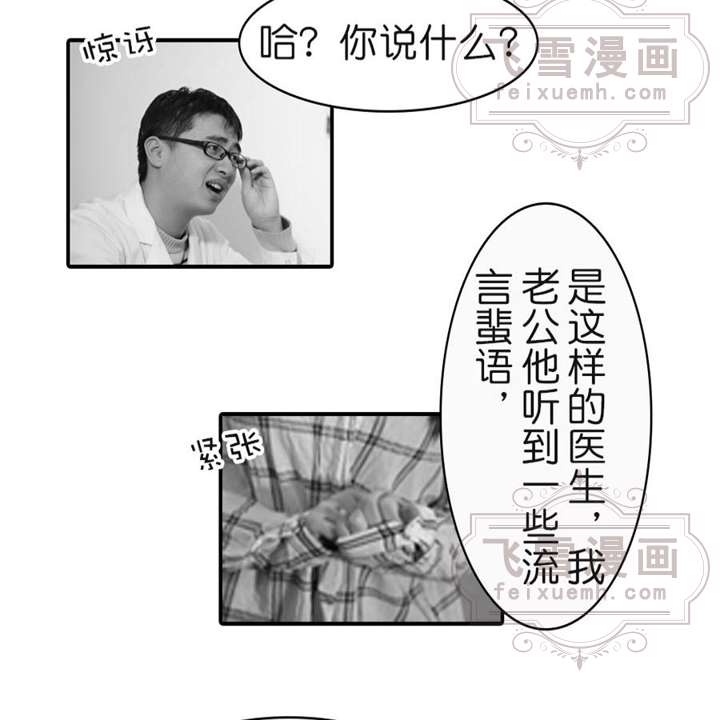 哈？你说什么？
惊讶
飞雪漫画
feixuemh.com
是这样的医生，我
老公他听到一些流
言蜚语，
紧张
飞雪漫画
feixuemh.com